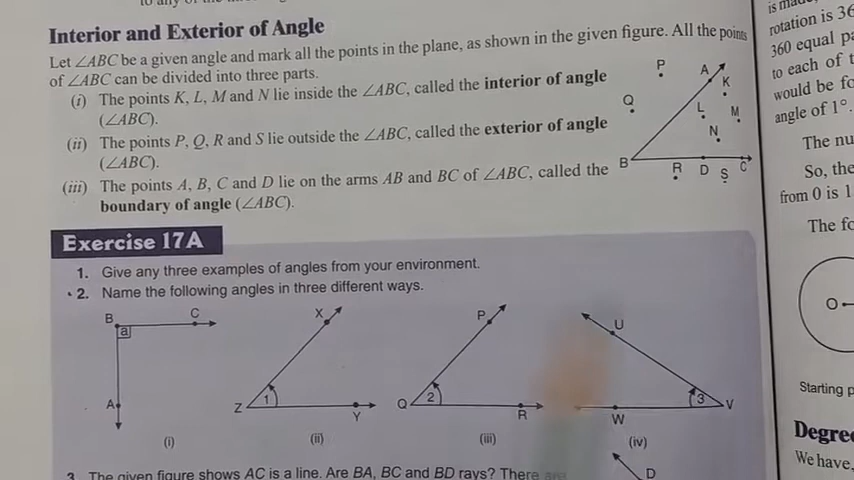 to any of the
Interior and Exterior of Angle
Let ∠ABC be a given angle and mark all the points in the plane, as shown in the given figure. All the points
of ∠ABC can be divided into three parts.
(i) The points K, L, M and N lie inside the ∠ABC, called the interior of angle
(∠ABC).
(ii) The points P, Q, R and S lie outside the ∠ABC, called the exterior of angle
(∠ABC).
(iii) The points A, B, C and D lie on the arms AB and BC of ∠ABC, called the
boundary of angle (∠ABC).
P
A
K
Q
L
M
N
B
R D S C
Exercise 17A
1. Give any three examples of angles from your environment.
2. Name the following angles in three different ways.
B C
a
A
(i)
X
Z 1
Y
(ii)
P
Q 2
R
(iii)
U
3 V
W
(iv)
3. The given figure shows AC is a line. Are BA, BC and BD rays? There are
D
rotation is 36
360 equal pa
to each of t
would be fo
angle of 1°.
The nu
So, the
from 0 is 1
The fo
O
Starting p
Degree
We have,